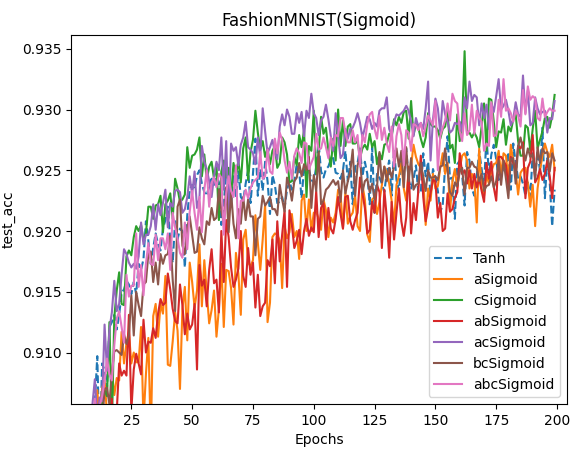 FashionMNIST(Sigmoid)
0.935
0.930
0.925
0.920
0.915
0.910
test_acc
Tanh
aSigmoid
cSigmoid
abSigmoid
acSigmoid
bcSigmoid
abcSigmoid
25 50 75 100 125 150 175 200
Epochs